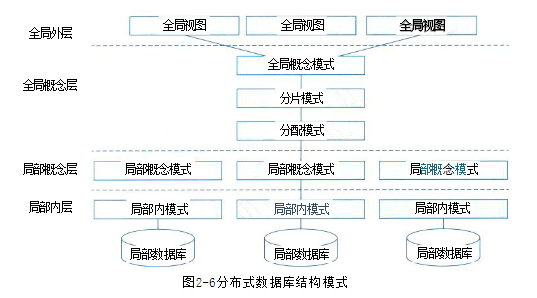 全局外层
全局视图
全局视图
全局视图
全局概念层
全局概念模式
分片模式
分配模式
局部概念层
局部概念模式
局部概念模式
局部概念模式
局部内层
局部内模式
局部内模式
局部内模式
局部数据库
局部数据库
局部数据库
图2-6分布式数据库结构模式